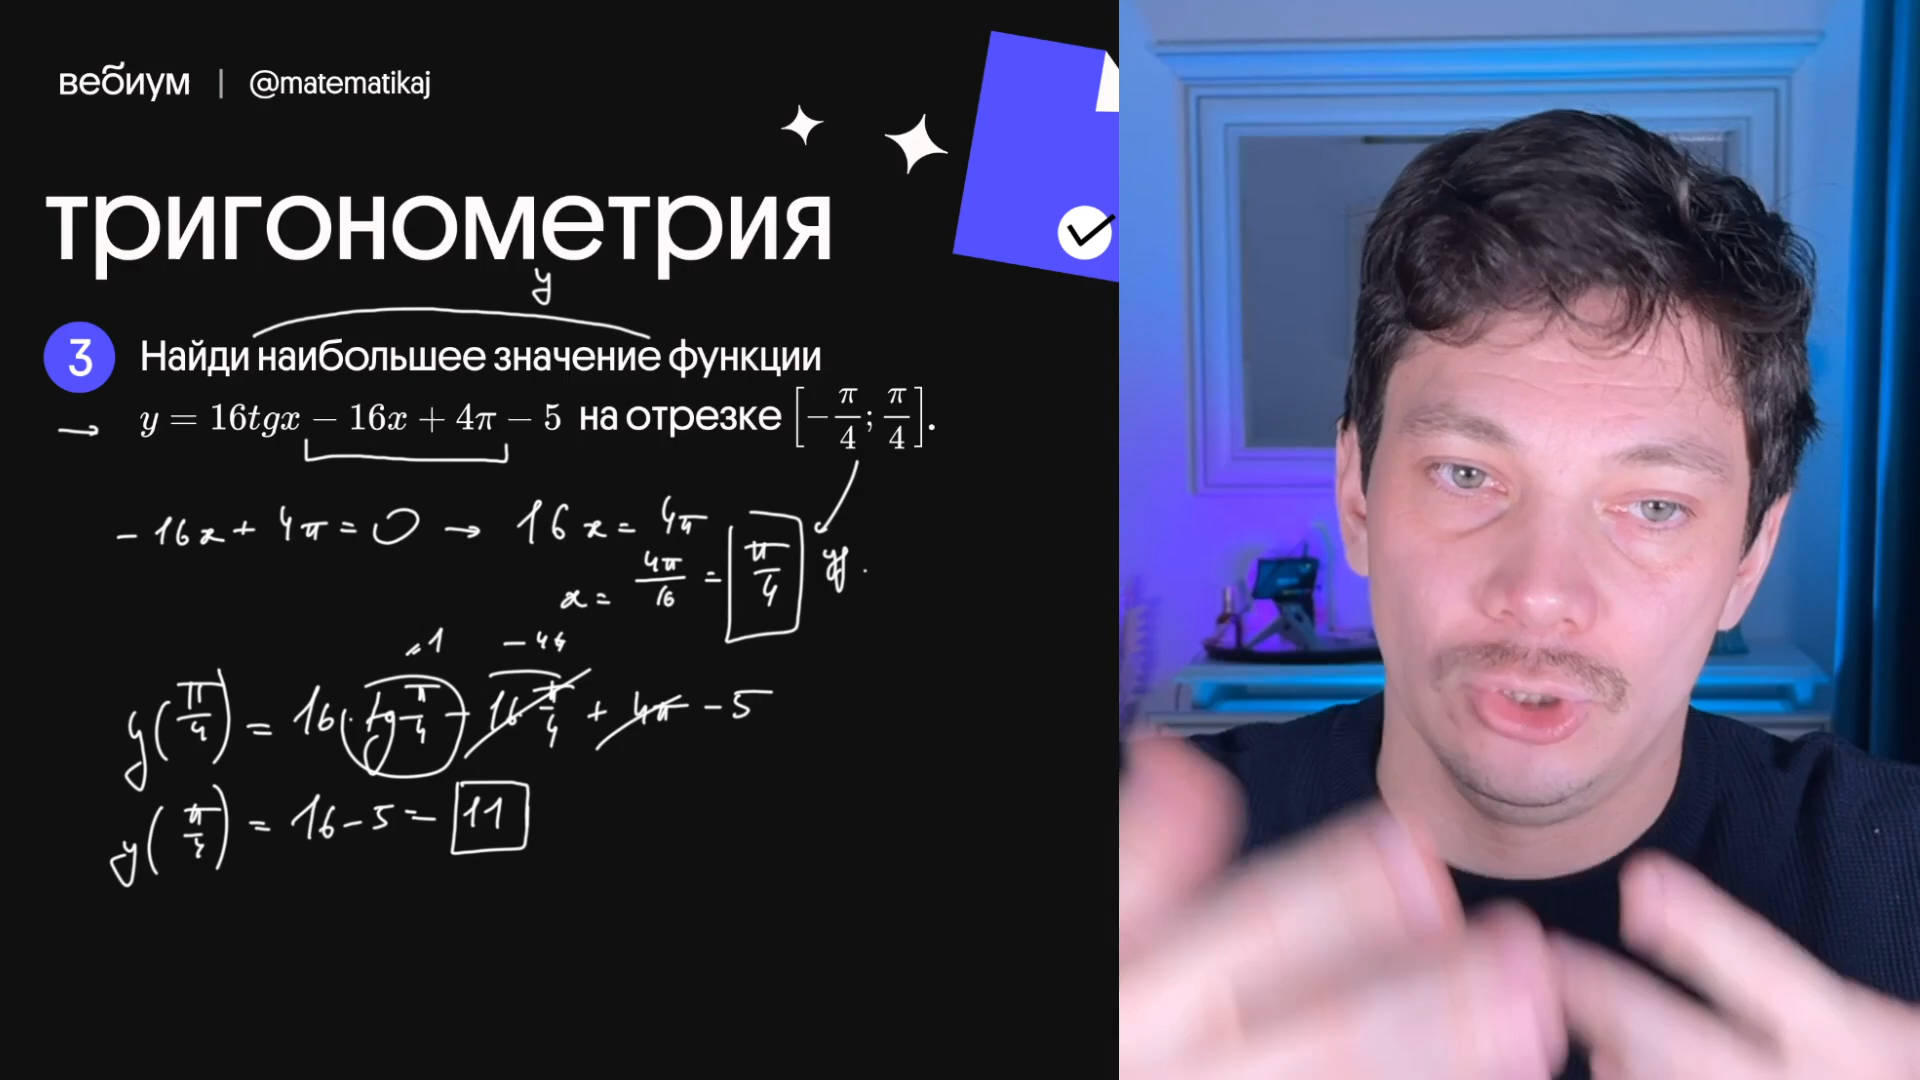 вебиум | @matematikaj
тригонометрия
y
3 Найди наибольшее значение функции
→ y = 16tgx − 16x + 4π − 5 на отрезке [−π/4; π/4].
− 16x + 4π = 0 → 16x = 4π
x = 4π/16 = π/4
= 1
y(π/4) = 16 · tg π/4 − 16 · π/4 + 4π − 5
y(π/4) = 16 − 5 = 11